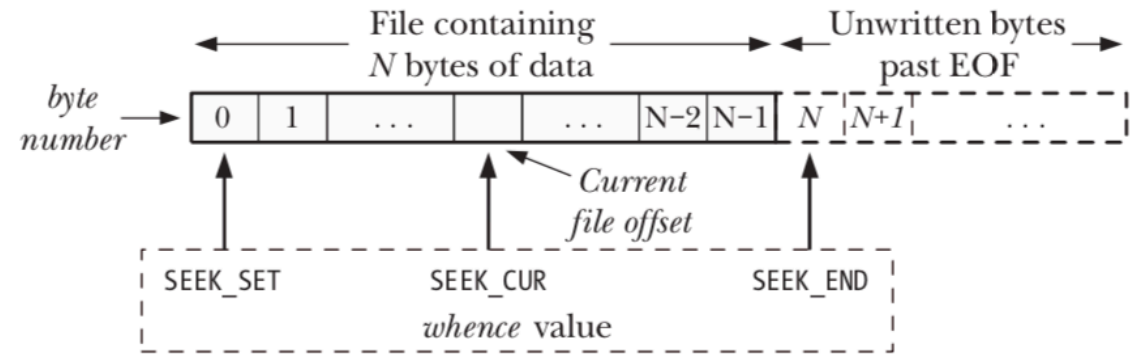 File containing
N bytes of data
Unwritten bytes
past EOF
byte
number
0 1 ... ... N−2 N−1 N N+1 ...
Current
file offset
SEEK_SET SEEK_CUR SEEK_END
whence value